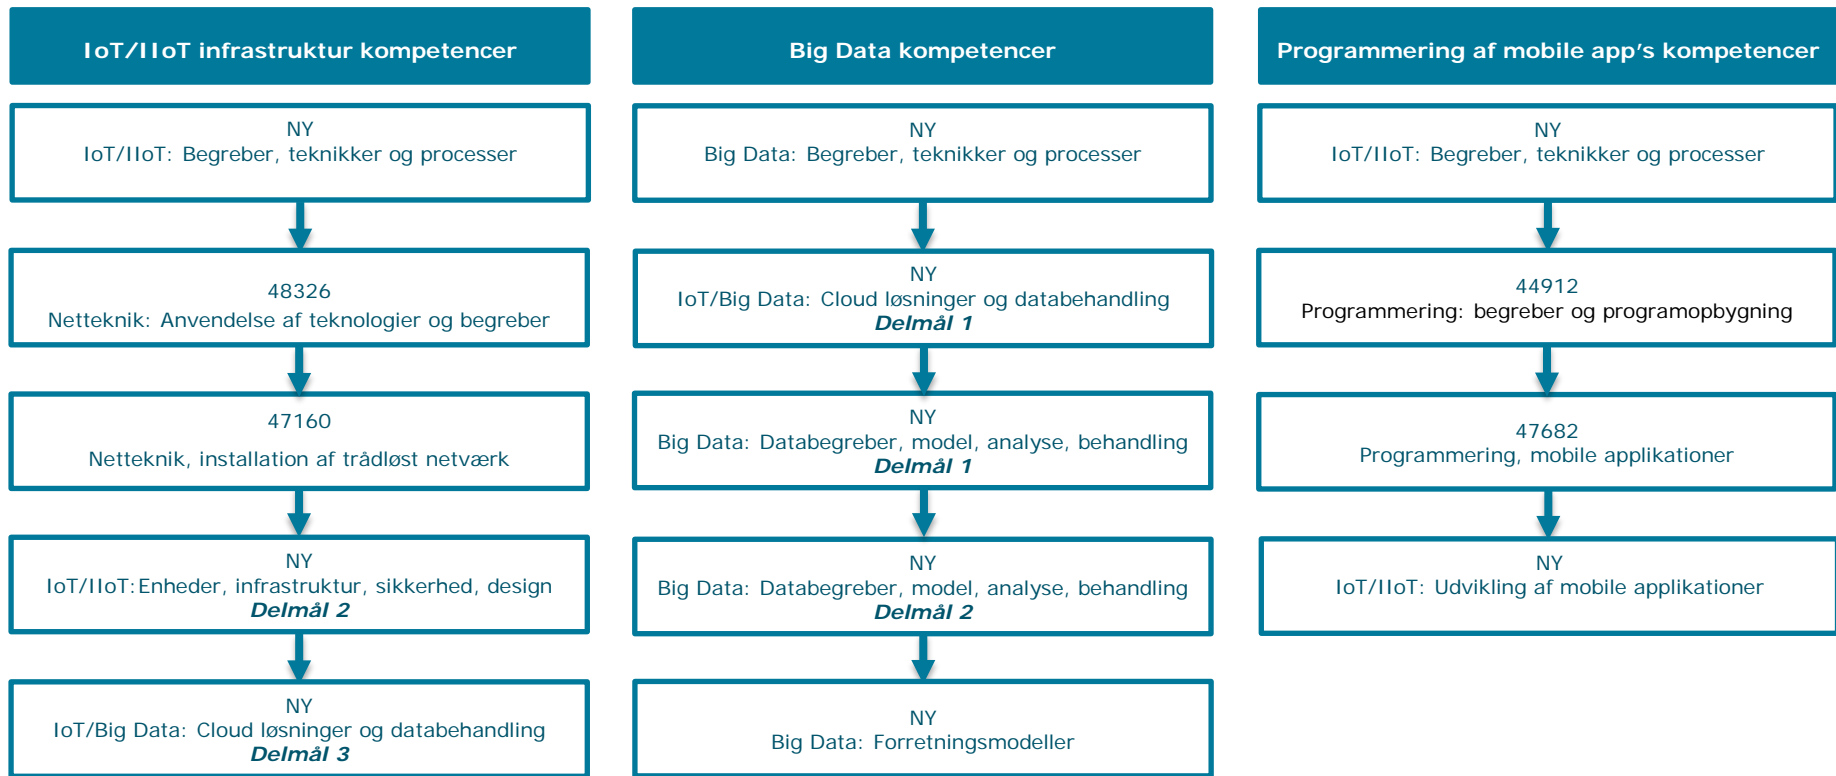 IoT/IIoT infrastruktur kompetencer
NY
IoT/IIoT: Begreber, teknikker og processer
48326
Netteknik: Anvendelse af teknologier og begreber
47160
Netteknik, installation af trådløst netværk
NY
IoT/IIoT:Enheder, infrastruktur, sikkerhed, design
Delmål 2
NY
IoT/Big Data: Cloud løsninger og databehandling
Delmål 3
Big Data kompetencer
NY
Big Data: Begreber, teknikker og processer
NY
IoT/Big Data: Cloud løsninger og databehandling
Delmål 1
NY
Big Data: Databegreber, model, analyse, behandling
Delmål 1
NY
Big Data: Databegreber, model, analyse, behandling
Delmål 2
NY
Big Data: Forretningsmodeller
Programmering af mobile app's kompetencer
NY
IoT/IIoT: Begreber, teknikker og processer
44912
Programmering: begreber og programopbygning
47682
Programmering, mobile applikationer
NY
IoT/IIoT: Udvikling af mobile applikationer